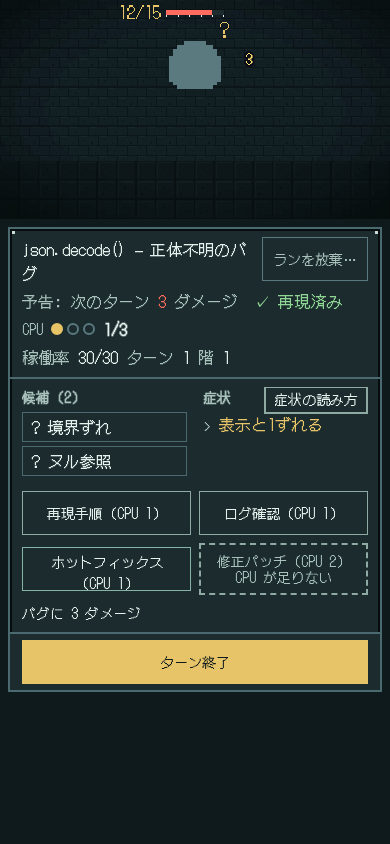 12/15
?
3
json.decode() – 正体不明のバ
グ
ランを放棄…
予告: 次のターン 3 ダメージ ✓ 再現済み
CPU 1/3
稼働率 30/30 ターン 1 階 1
候補 (2)
症状
症状の読み方
? 境界ずれ
› 表示と1ずれる
? ヌル参照
再現手順 (CPU 1)
ログ確認 (CPU 1)
ホットフィックス
(CPU 1)
修正パッチ (CPU 2)
CPU が足りない
バグに 3 ダメージ
ターン終了